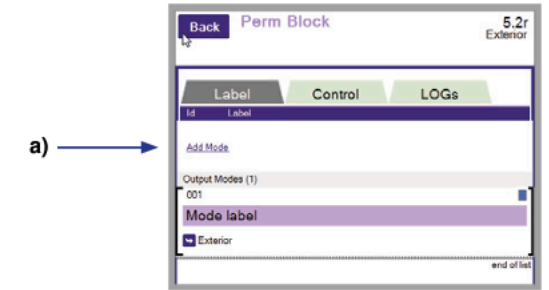 Back Perm Block 5.2r
Exterior
Label Control LOGs
Id Label
a) Add Mode
Output Modes (1)
001
Mode label
Exterior
end of list